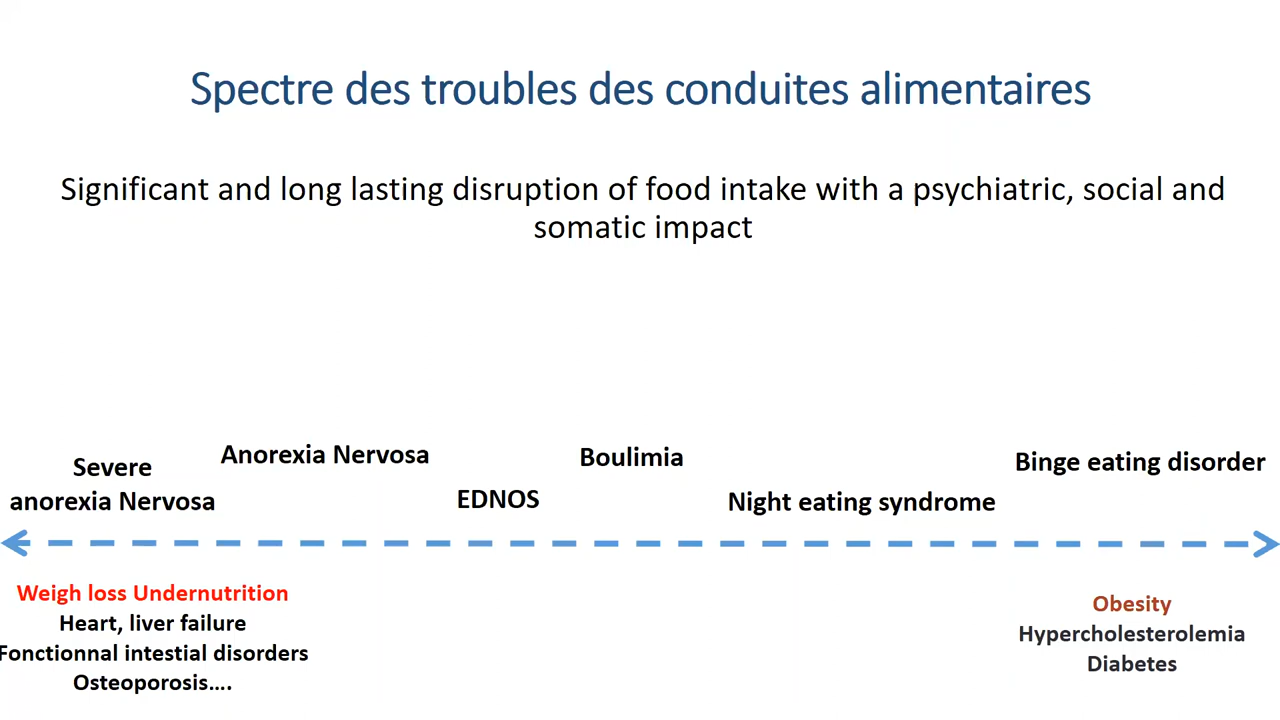 Spectre des troubles des conduites alimentaires
Significant and long lasting disruption of food intake with a psychiatric, social and
somatic impact
Severe
anorexia Nervosa
Anorexia Nervosa
EDNOS
Boulimia
Night eating syndrome
Binge eating disorder
Weigh loss Undernutrition
Heart, liver failure
Fonctionnal intestial disorders
Osteoporosis....
Obesity
Hypercholesterolemia
Diabetes